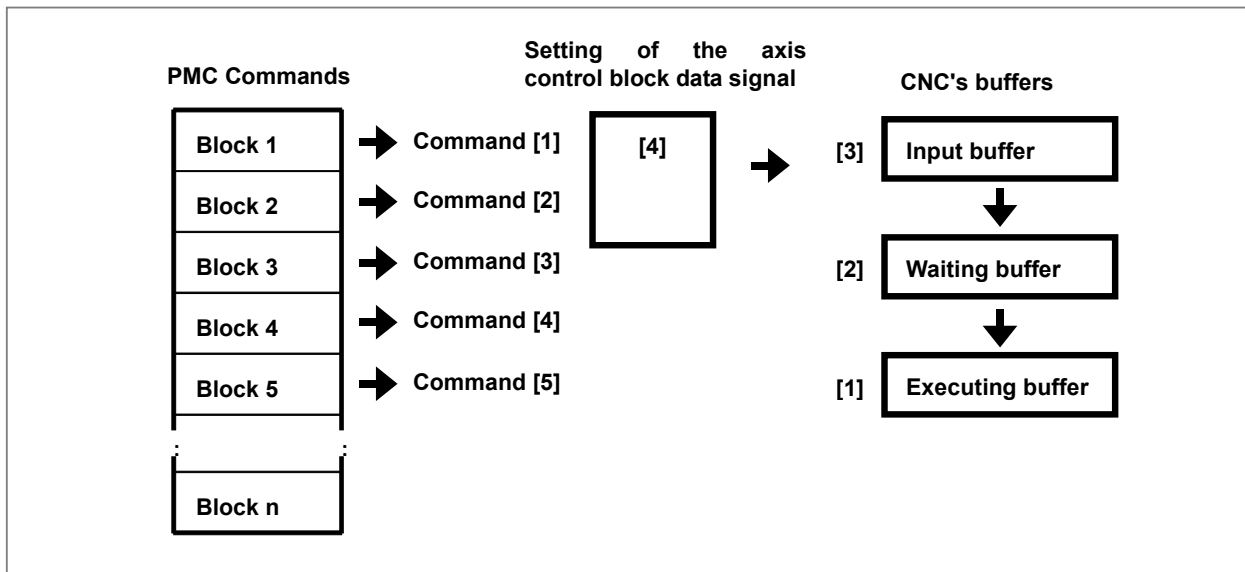 PMC Commands
Block 1
Block 2
Block 3
Block 4
Block 5
:
:
Block n
Command [1]
Command [2]
Command [3]
Command [4]
Command [5]
Setting of the axis
control block data signal
[4]
CNC's buffers
[3] Input buffer
[2] Waiting buffer
[1] Executing buffer